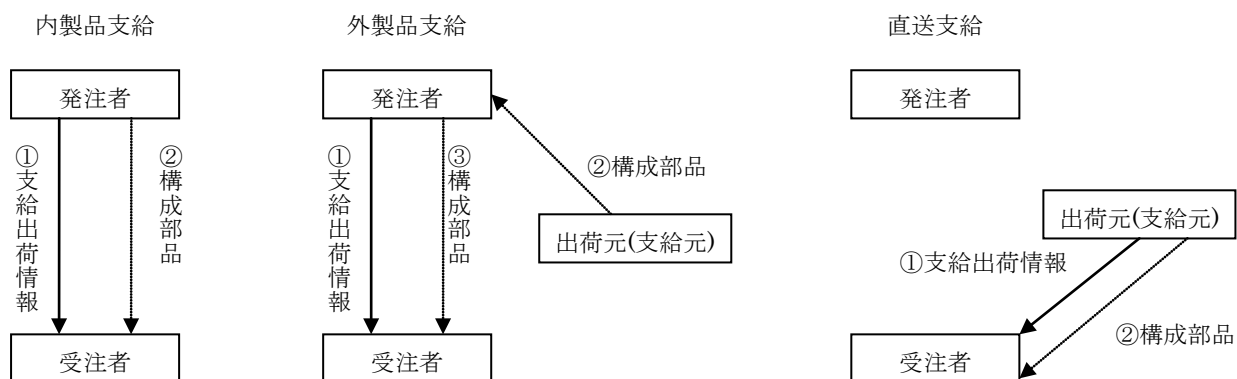 内製品支給
発注者
①支給出荷情報
②構成部品
受注者
外製品支給
発注者
①支給出荷情報
③構成部品
②構成部品
出荷元(支給元)
受注者
直送支給
発注者
出荷元(支給元)
①支給出荷情報
②構成部品
受注者